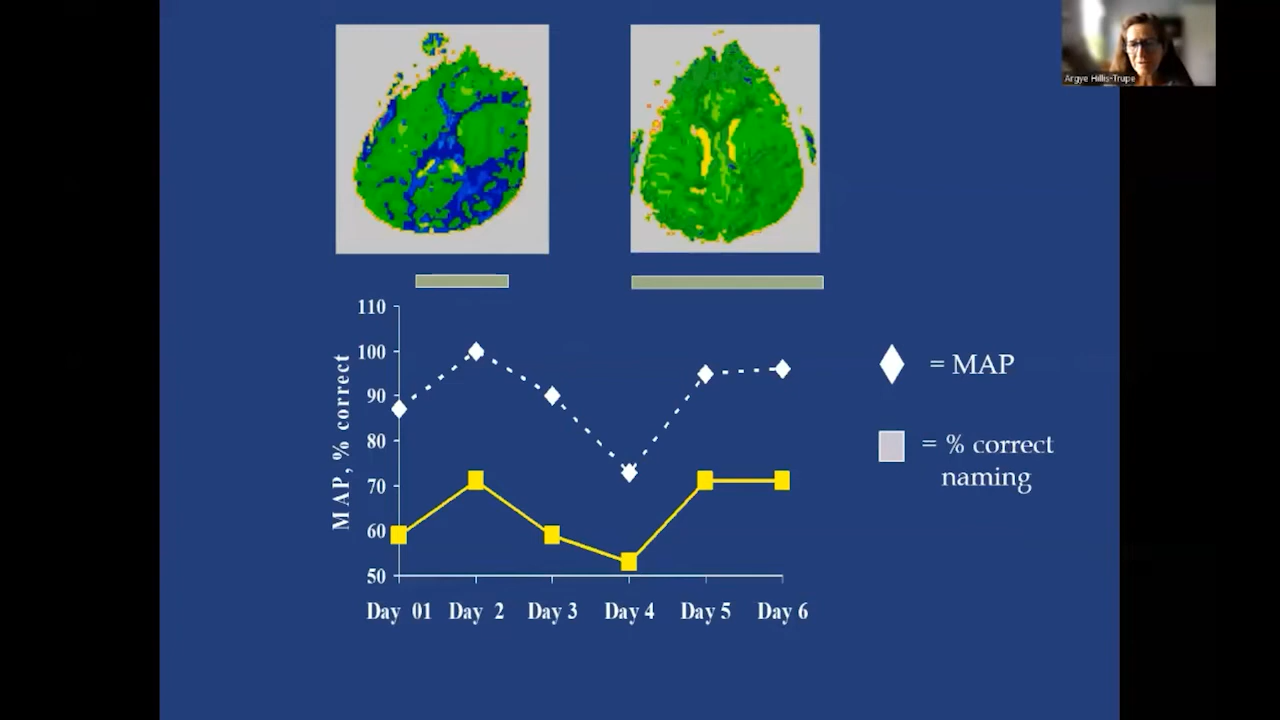 Argye Hillis-Trupe
110
100
90
80
70
60
50
MAP, % correct
Day 01 Day 2 Day 3 Day 4 Day 5 Day 6
= MAP
= % correct
naming